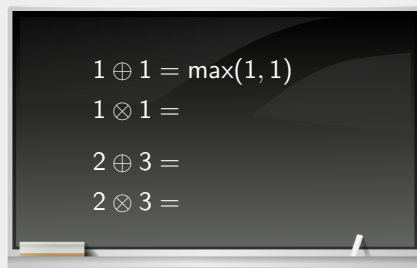 1 ⊕ 1 = max(1, 1)
1 ⊗ 1 =
2 ⊕ 3 =
2 ⊗ 3 =